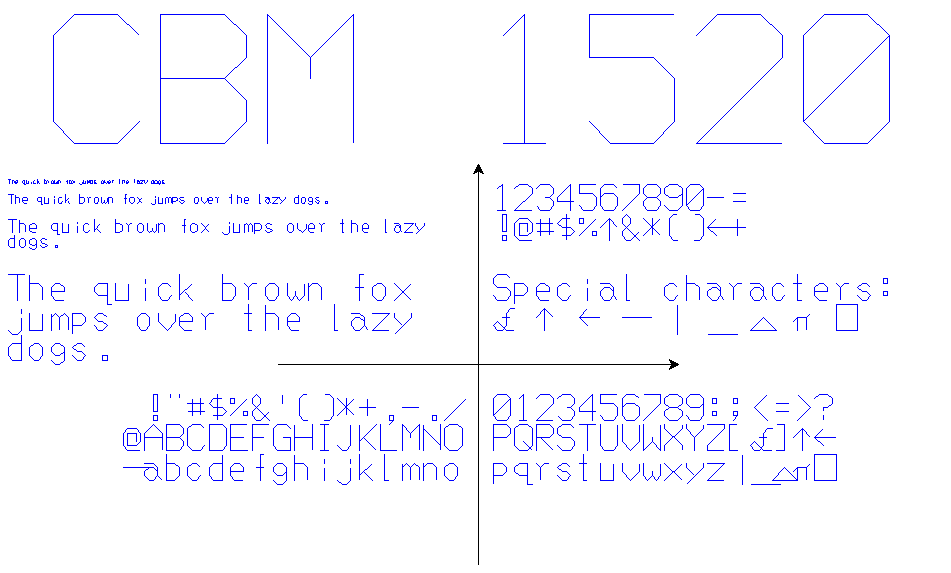 CBM 1520
The quick brown fox jumps over the lazy dogs.
The quick brown fox jumps over the lazy dogs.
The quick brown fox jumps over the lazy
dogs.
The quick brown fox
jumps over the lazy
dogs.
1234567890-=
!@#$%↑&*()←+
Special characters:
£ ↑ ← — | _ △ π □
!"#$%&'()*+,-./
@ABCDEFGHIJKLMNO
—abcdefghijklmno
0123456789:;<=>?
PQRSTUVWXYZ[£]↑←
pqrstuvwxyz|_△π□